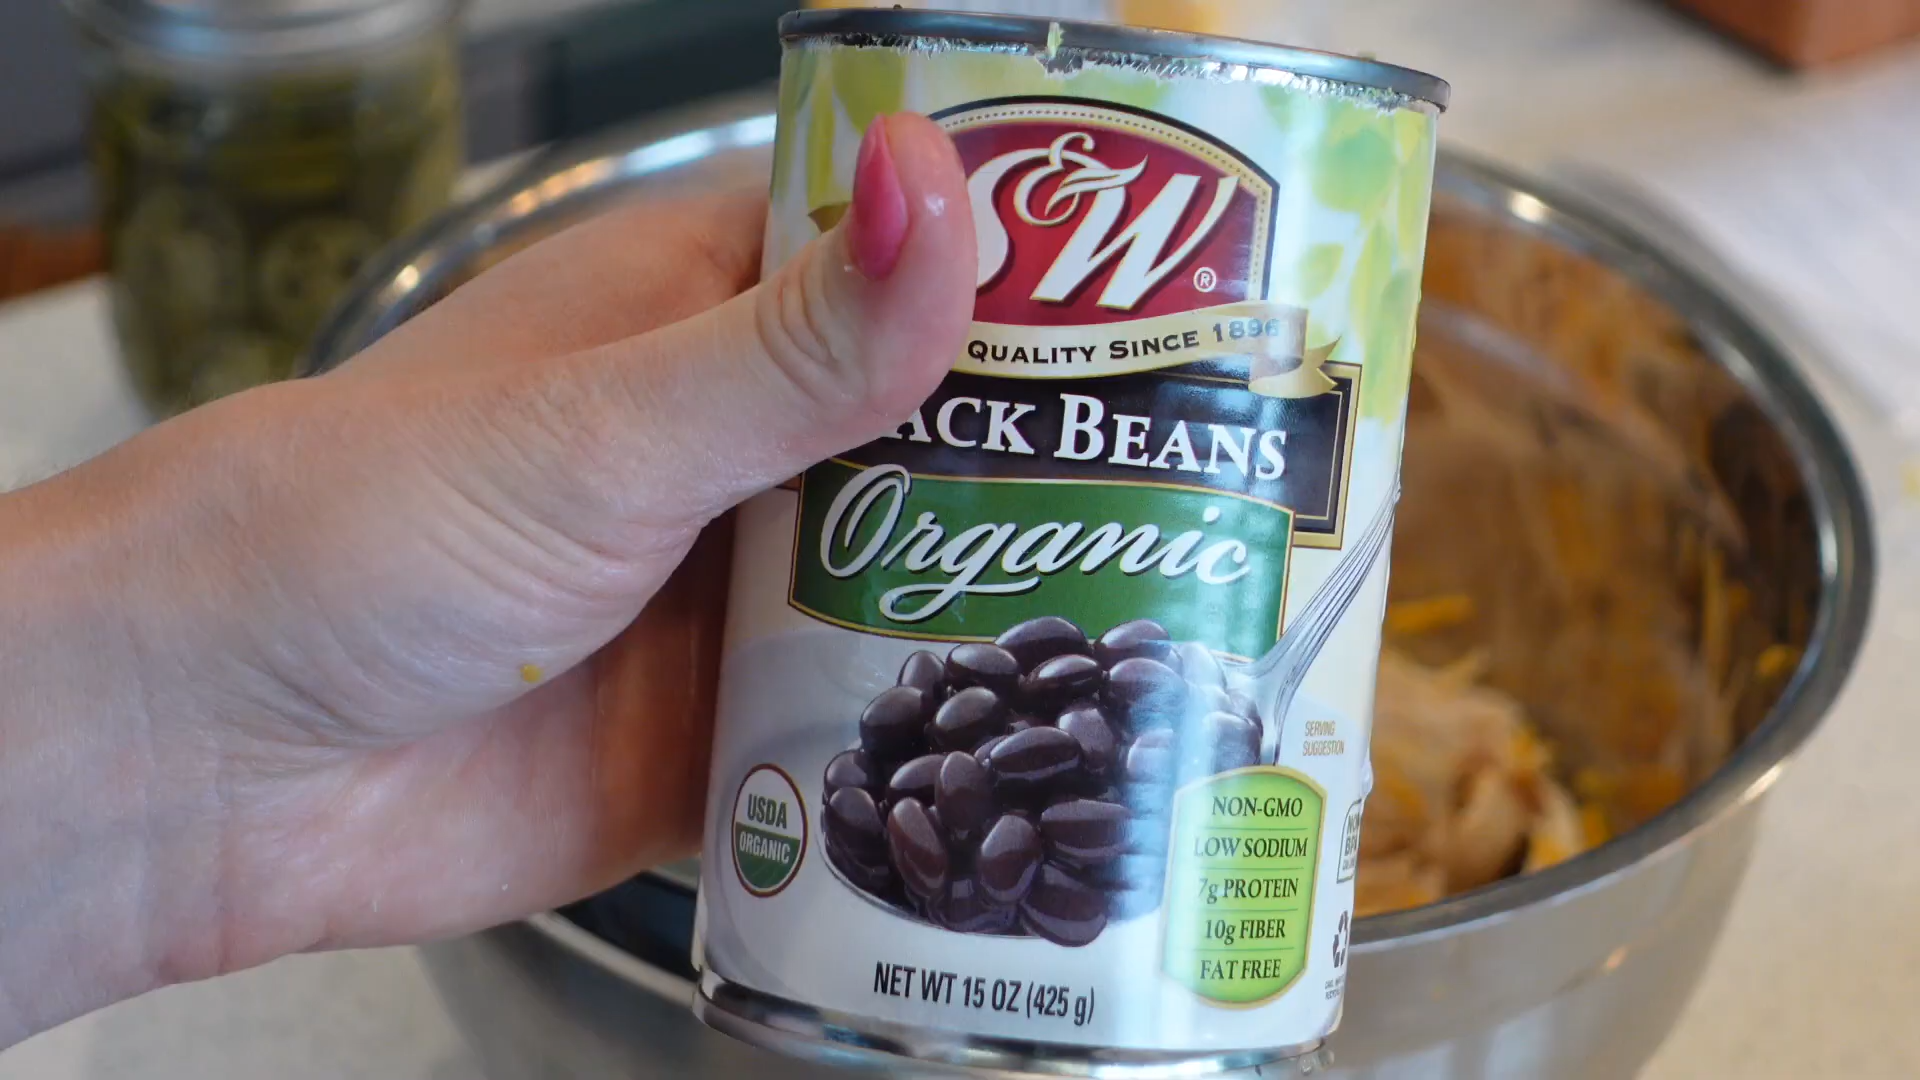 S&W®
QUALITY SINCE 1896
ACK BEANS
Organic
SERVING
SUGGESTION
USDA
ORGANIC
NON-GMO
LOW SODIUM
7g PROTEIN
10g FIBER
FAT FREE
NET WT 15 OZ (425 g)